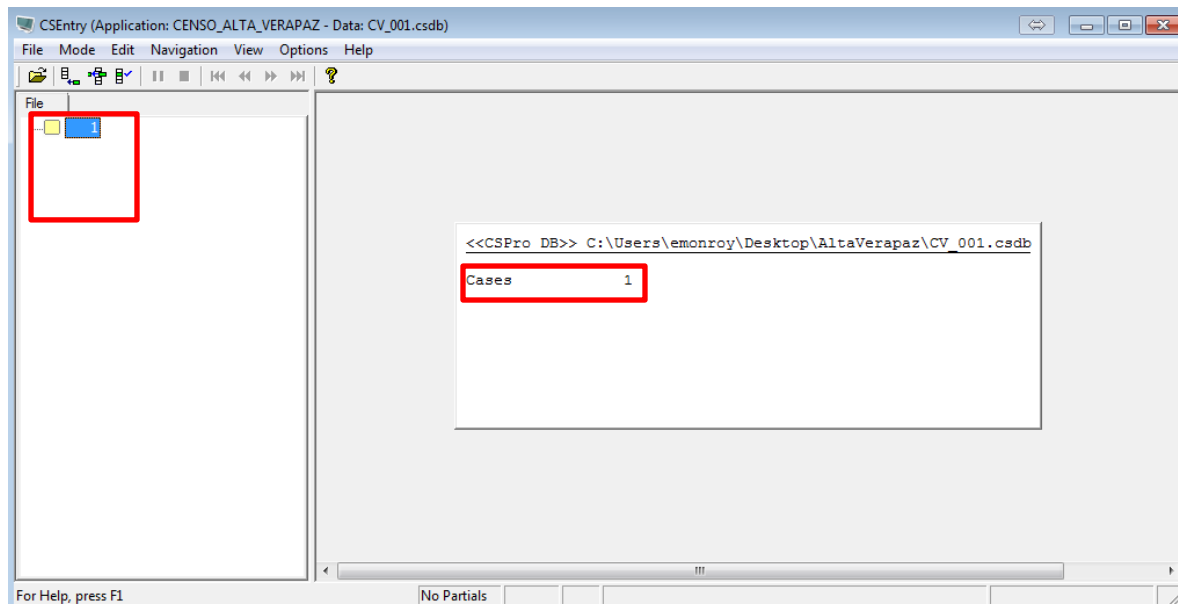 CSEntry (Application: CENSO_ALTA_VERAPAZ - Data: CV_001.csdb)
File Mode Edit Navigation View Options Help
File
1
<<CSPro DB>> C:\Users\emonroy\Desktop\AltaVerapaz\CV_001.csdb
Cases 1
For Help, press F1 No Partials